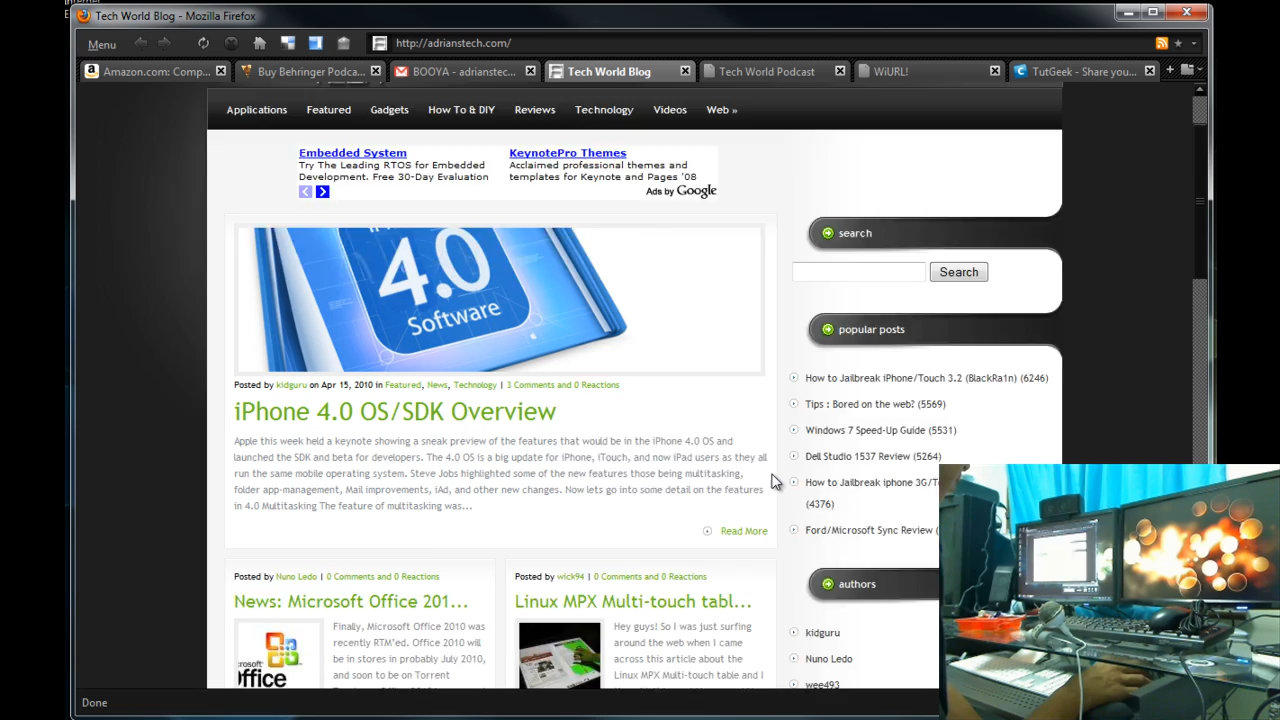 Tech World Blog - Mozilla Firefox
Menu
http://adrianstech.com/
Amazon.com: Comp...
Buy Behringer Podca...
BOOYA - adrianstec...
Tech World Blog
Tech World Podcast
WiURL!
TutGeek - Share you...
Applications Featured Gadgets How To & DIY Reviews Technology Videos Web »
Embedded System
Try The Leading RTOS for Embedded
Development. Free 30-Day Evaluation
KeynotePro Themes
Acclaimed professional themes and
templates for Keynote and Pages '08
Ads by Google
search
Search
4.0
Software
popular posts
Posted by kidguru on Apr 15, 2010 in Featured, News, Technology | 3 Comments and 0 Reactions
iPhone 4.0 OS/SDK Overview
Apple this week held a keynote showing a sneak preview of the features that would be in the iPhone 4.0 OS and
launched the SDK and beta for developers. The 4.0 OS is a big update for iPhone, iTouch, and now iPad users as they all
run the same mobile operating system. Steve Jobs highlighted some of the new features those being multitasking,
folder app-management, Mail improvements, iAd, and other new changes. Now lets go into some detail on the features
in 4.0 Multitasking The feature of multitasking was...
Read More
How to Jailbreak iPhone/Touch 3.2 (BlackRa1n) (6246)
Tips : Bored on the web? (5569)
Windows 7 Speed-Up Guide (5531)
Dell Studio 1537 Review (5264)
How to Jailbreak iphone 3G/T
(4376)
Ford/Microsoft Sync Review (
authors
kidguru
Nuno Ledo
wee493
Posted by Nuno Ledo | 0 Comments and 0 Reactions
News: Microsoft Office 201...
Finally, Microsoft Office 2010 was
recently RTM'ed. Office 2010 will
be in stores in probably July 2010,
and soon to be on Torrent
Office
Posted by wick94 | 0 Comments and 0 Reactions
Linux MPX Multi-touch tabl...
Hey guys! So I was just surfing
around the web when I came
across this article about the
Linux MPX Multi-touch table and I
Done